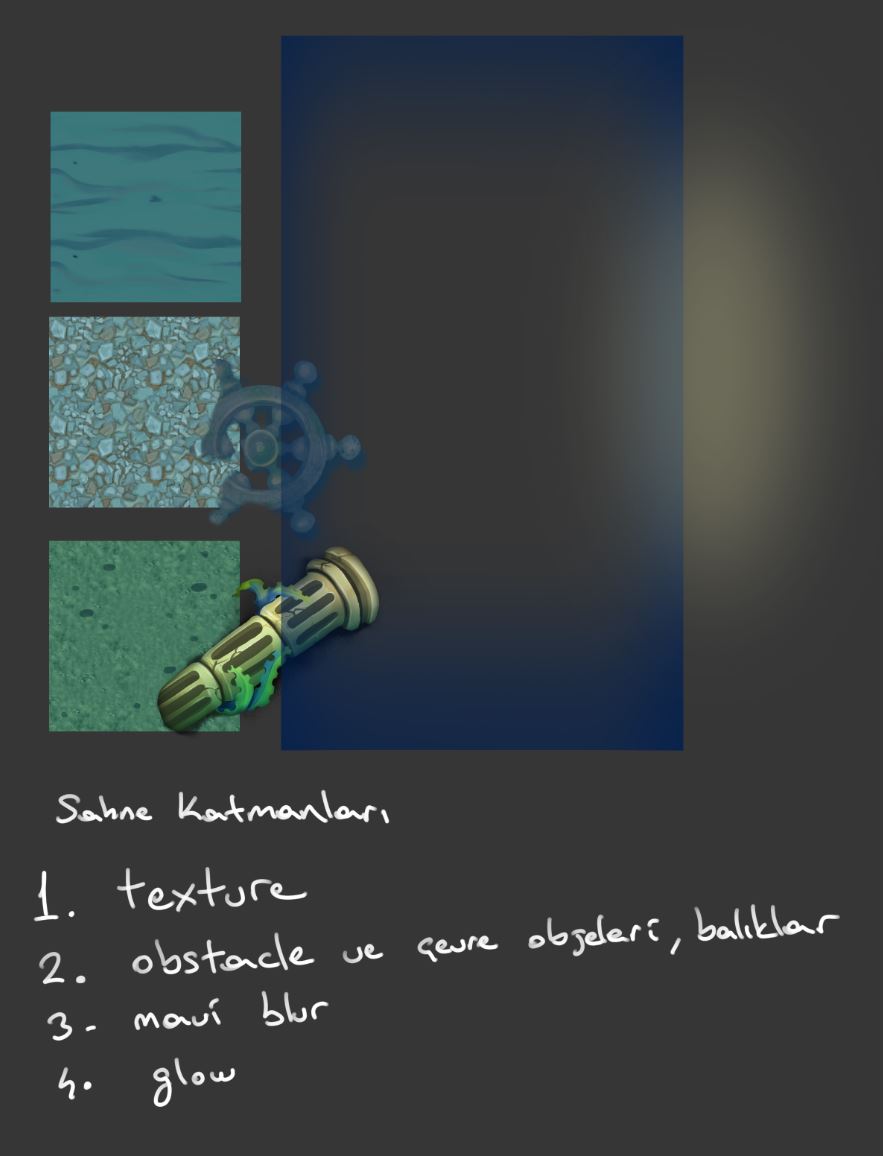 Sahne Katmanları
1. texture
2. obstacle ve çevre objeleri, balıklar
3- mavi blur
4. glow